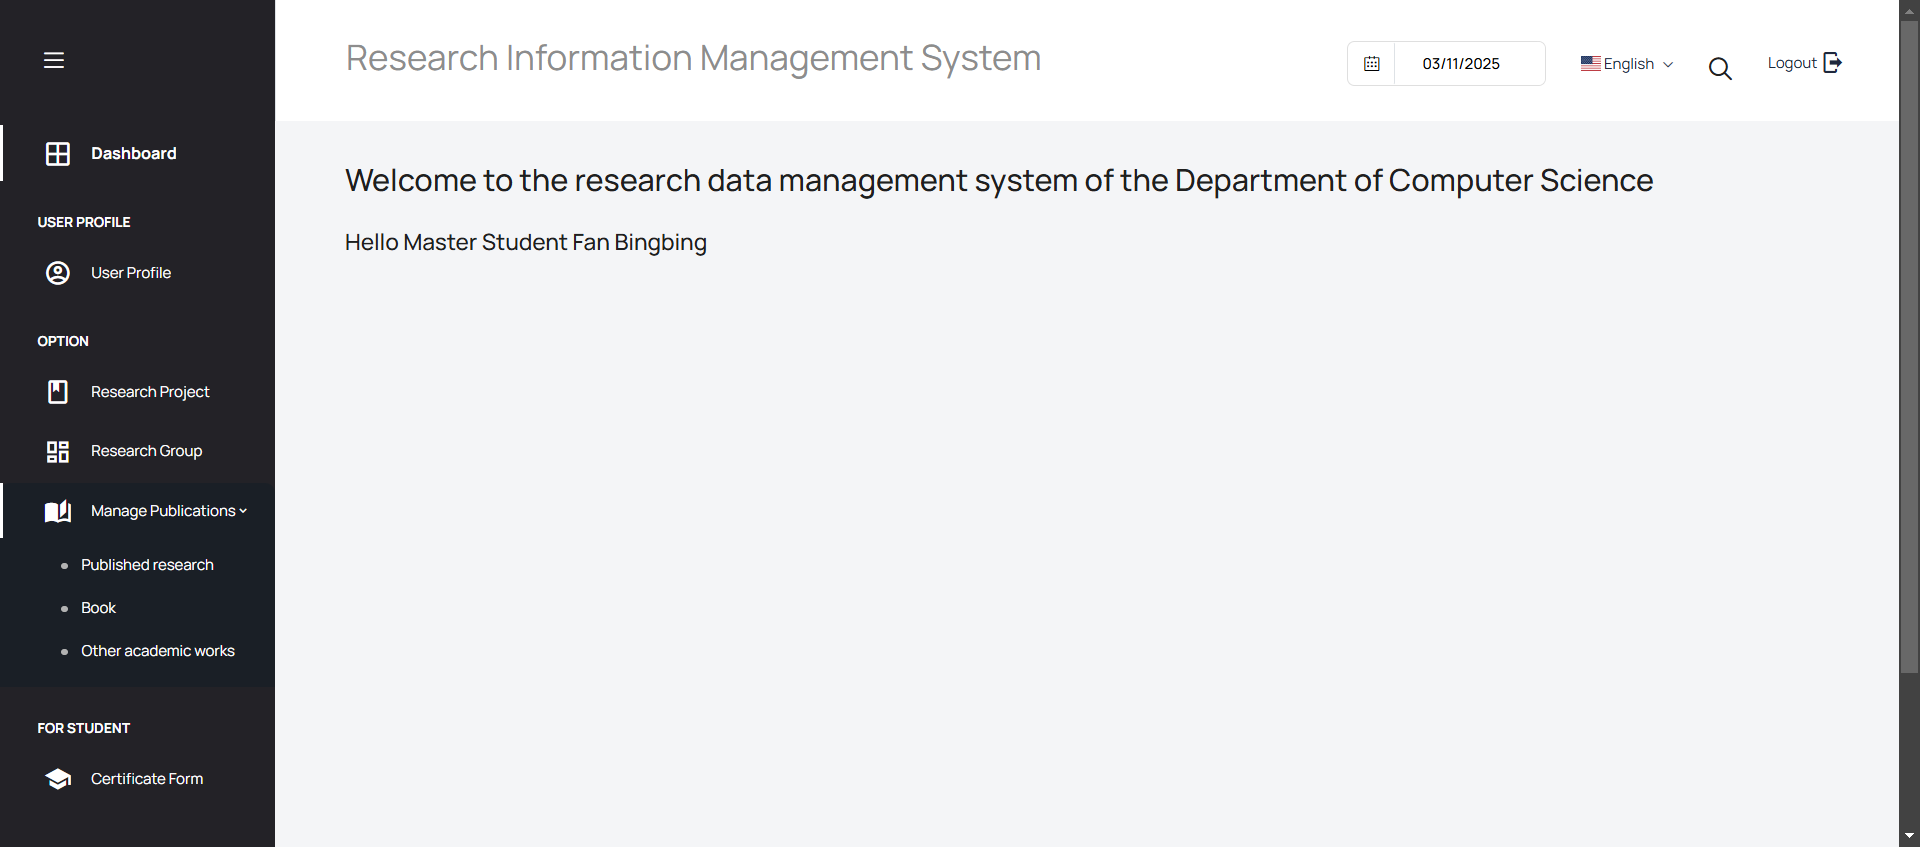 Research Information Management System
03/11/2025
English
Logout
Dashboard
USER PROFILE
User Profile
OPTION
Research Project
Research Group
Manage Publications
Published research
Book
Other academic works
FOR STUDENT
Certificate Form
Welcome to the research data management system of the Department of Computer Science
Hello Master Student Fan Bingbing